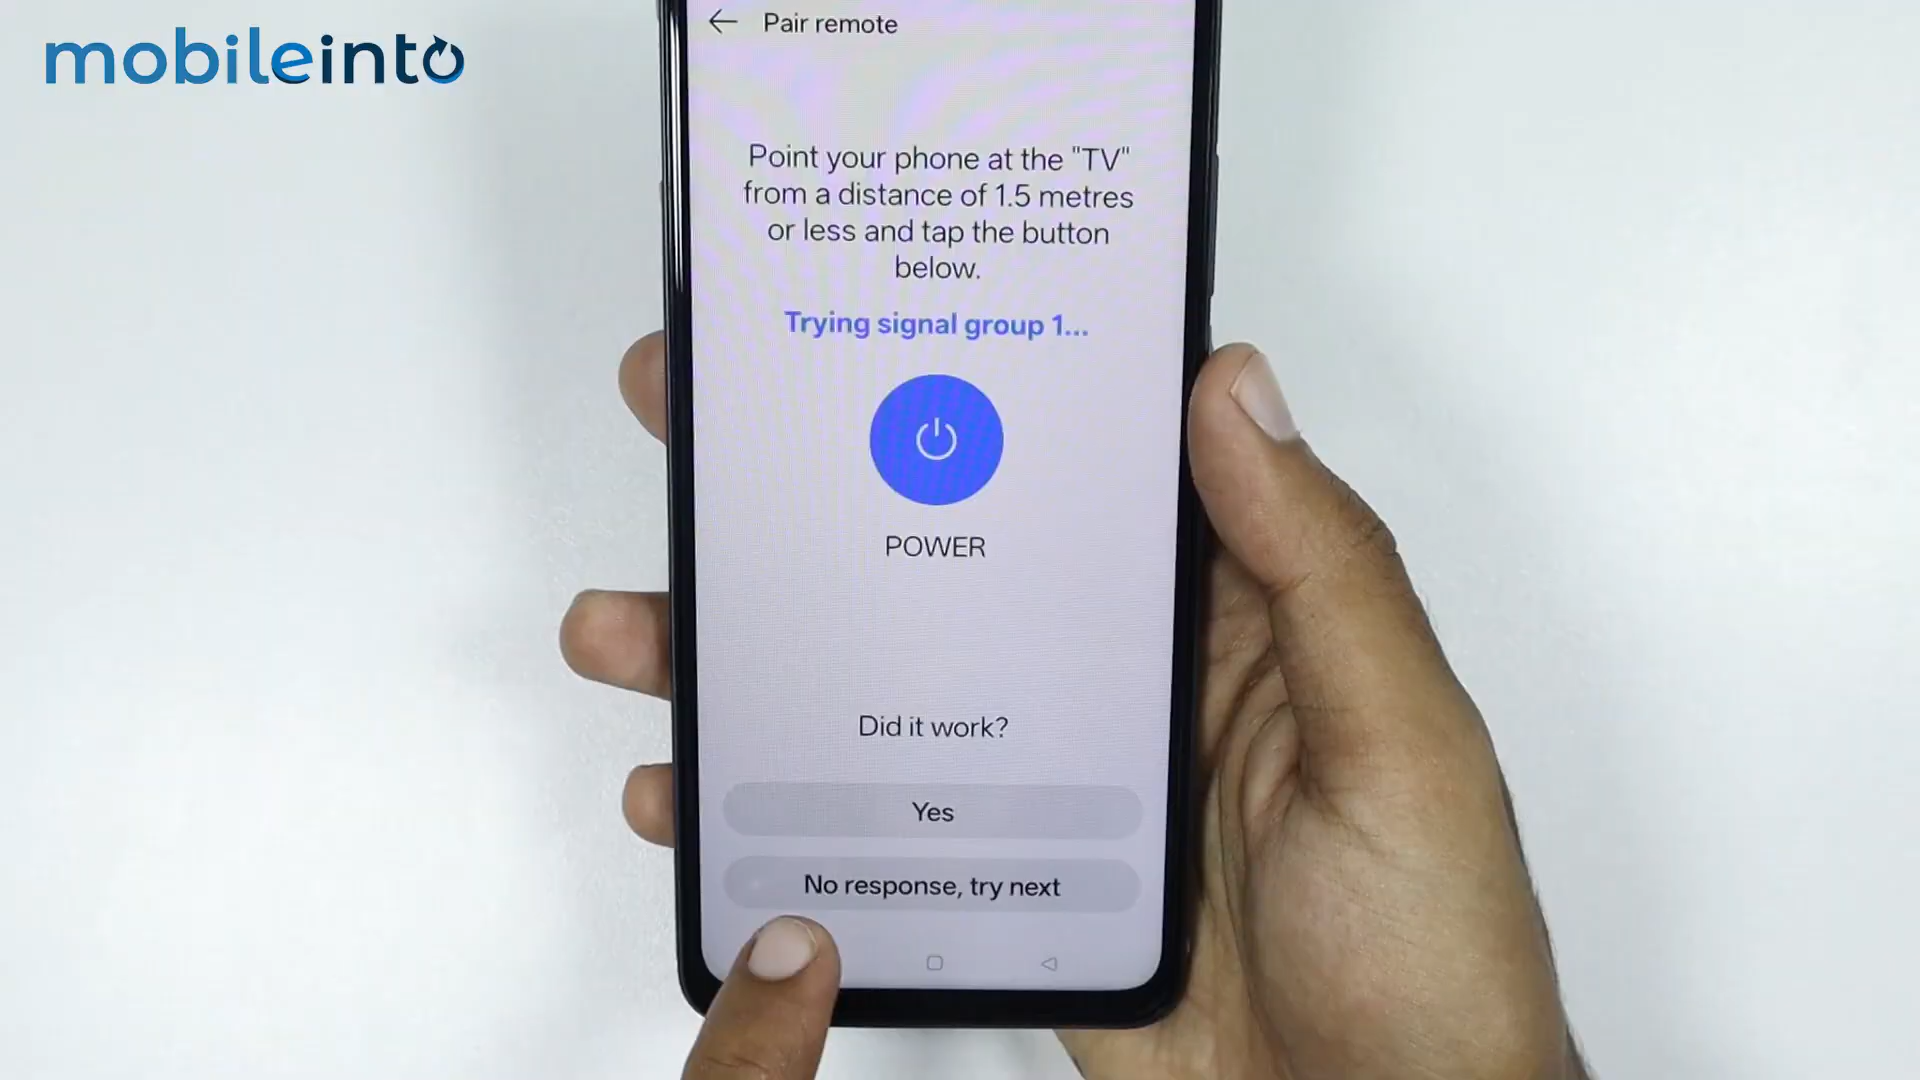 mobileinto
Pair remote
Point your phone at the "TV"
from a distance of 1.5 metres
or less and tap the button
below.
Trying signal group 1...
POWER
Did it work?
Yes
No response, try next